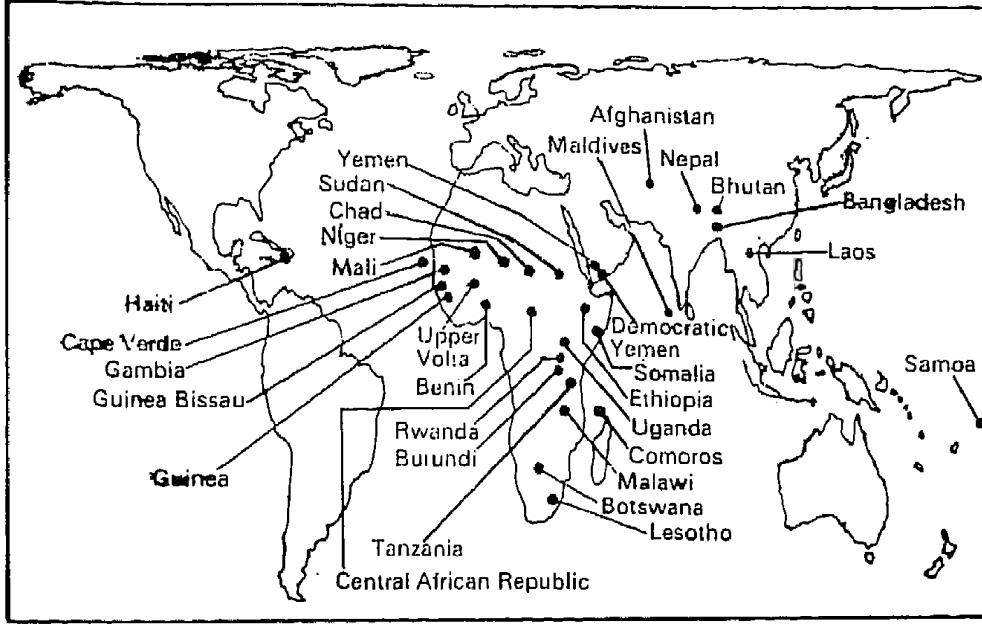 Afghanistan
Maldives
Nepal
Bhutan
Bangladesh
Laos
Yemen
Sudan
Chad
Niger
Mali
Haiti
Cape Verde
Gambia
Guinea Bissau
Guinea
Upper
Volta
Benin
Rwanda
Burundi
Tanzania
Central African Republic
Democratic
Yemen
Somalia
Ethiopia
Uganda
Comoros
Malawi
Botswana
Lesotho
Samoa